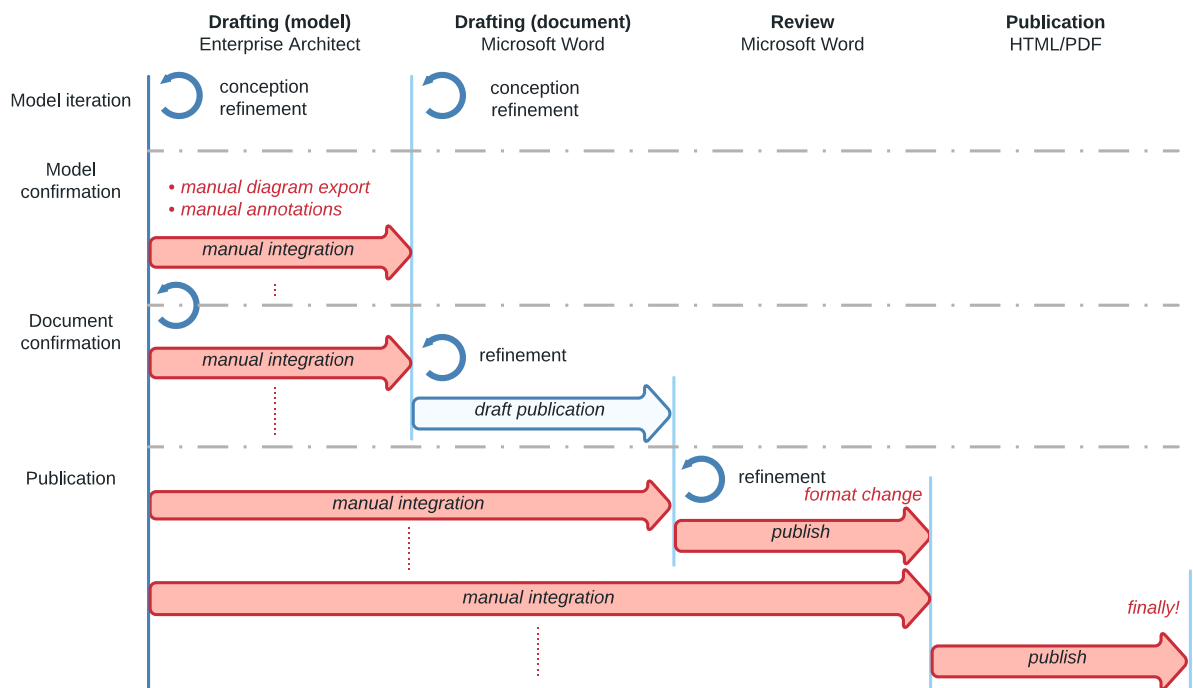 Drafting (model)
Enterprise Architect
Drafting (document)
Microsoft Word
Review
Microsoft Word
Publication
HTML/PDF
Model iteration
conception
refinement
conception
refinement
Model
confirmation
• manual diagram export
• manual annotations
manual integration
Document
confirmation
manual integration
refinement
draft publication
Publication
refinement
manual integration
format change
publish
manual integration
finally!
publish